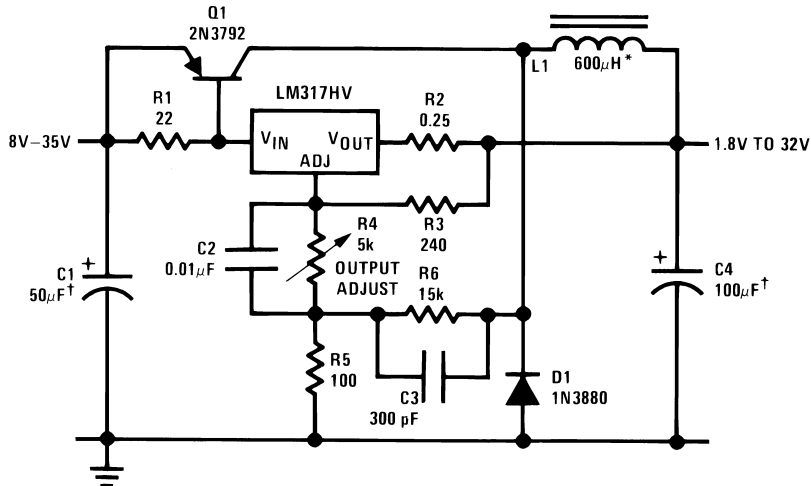 Q1
2N3792
LM317HV
L1
600μH*
R1
22
R2
0.25
8V–35V
VIN
VOUT
ADJ
1.8V TO 32V
R3
240
R4
5k
OUTPUT
ADJUST
C2
0.01μF
+
C1
50μF†
R6
15k
+
C4
100μF†
R5
100
C3
300 pF
D1
1N3880